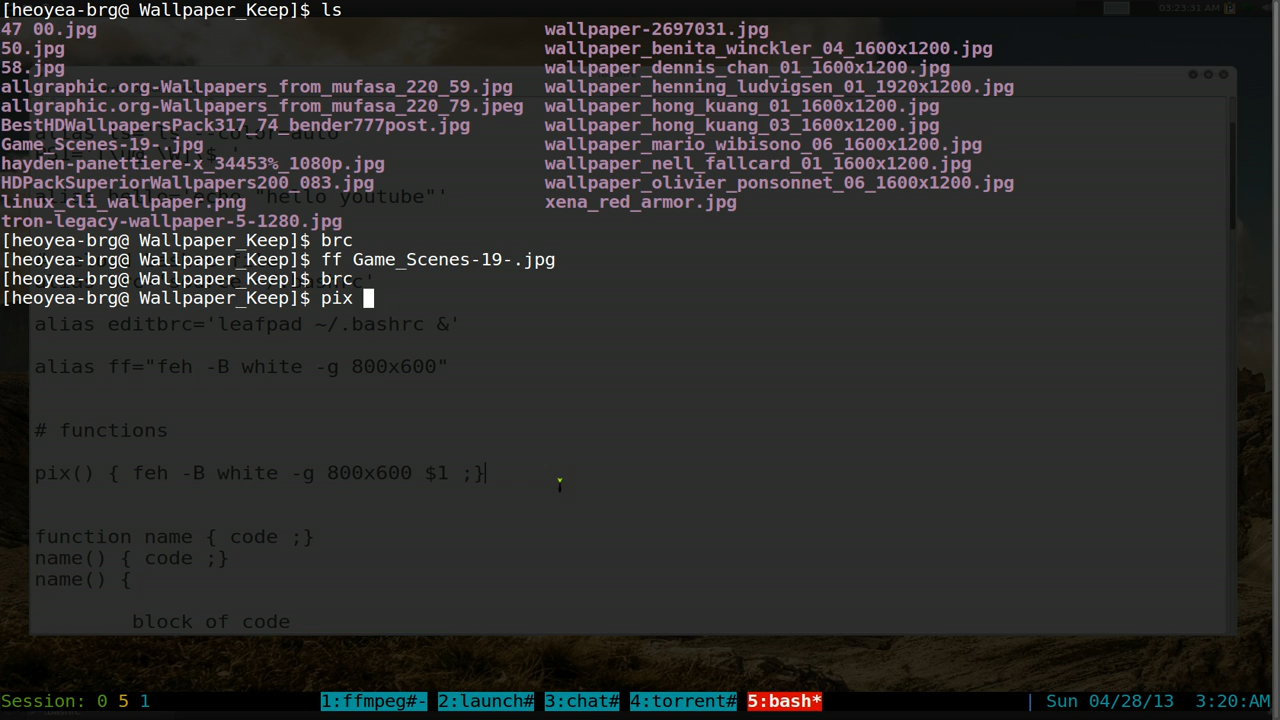 [heoyea-brg@ Wallpaper_Keep]$ ls
03:23:31 AM
47 00.jpg wallpaper-2697031.jpg
50.jpg wallpaper_benita_winckler_04_1600x1200.jpg
58.jpg wallpaper_dennis_chan_01_1600x1200.jpg
allgraphic.org-Wallpapers_from_mufasa_220_59.jpg wallpaper_henning_ludvigsen_01_1920x1200.jpg
allgraphic.org-Wallpapers_from_mufasa_220_79.jpeg wallpaper_hong_kuang_01_1600x1200.jpg
BestHDWallpapersPack317_74_bender777post.jpg wallpaper_hong_kuang_03_1600x1200.jpg
Game_Scenes-19-.jpg wallpaper_mario_wibisono_06_1600x1200.jpg
hayden-panettiere-x_34453%_1080p.jpg wallpaper_nell_fallcard_01_1600x1200.jpg
HDPackSuperiorWallpapers200_083.jpg wallpaper_olivier_ponsonnet_06_1600x1200.jpg
linux_cli_wallpaper.png xena_red_armor.jpg
tron-legacy-wallpaper-5-1280.jpg
[heoyea-brg@ Wallpaper_Keep]$ brc
[heoyea-brg@ Wallpaper_Keep]$ ff Game_Scenes-19-.jpg
[heoyea-brg@ Wallpaper_Keep]$ brc
[heoyea-brg@ Wallpaper_Keep]$ pix
"hello youtube"'
alias editbrc='leafpad ~/.bashrc &'
alias ff="feh -B white -g 800x600"
# functions
pix() { feh -B white -g 800x600 $1 ;}
function name { code ;}
name() { code ;}
name() {
block of code
Session: 0 5 1 1:ffmpeg#- 2:launch# 3:chat# 4:torrent# 5:bash* | Sun 04/28/13 3:20:AM